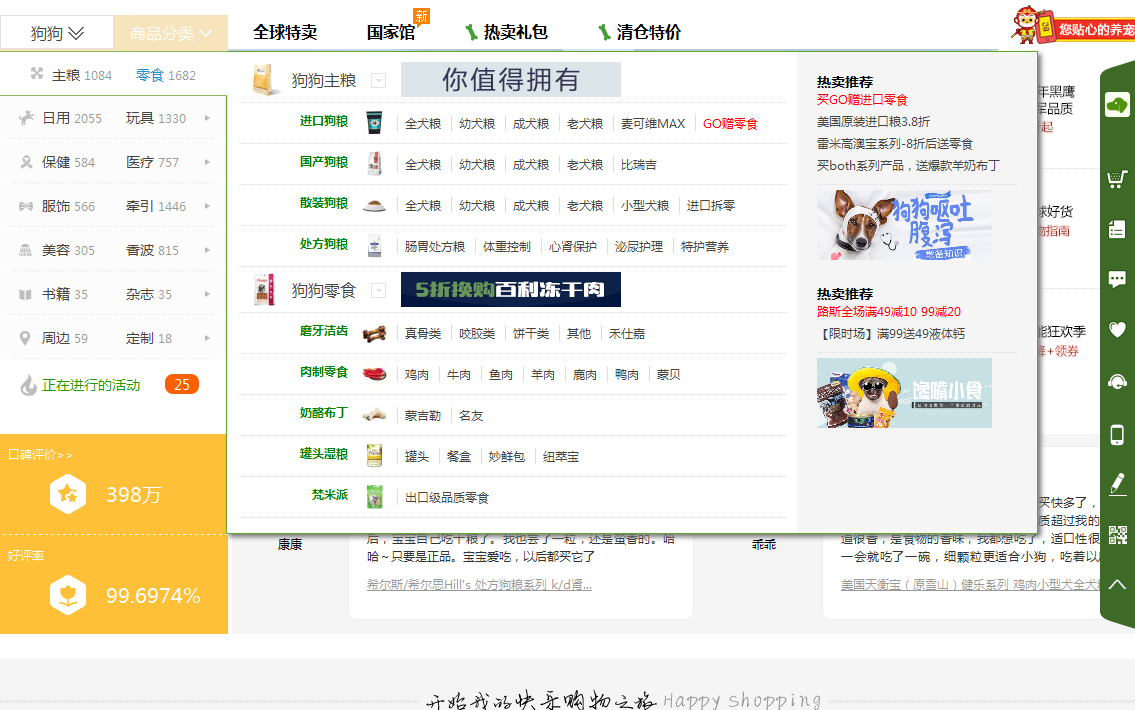 狗狗 商品分类 全球特卖 国家馆 新 热卖礼包 清仓特价 您贴心的养宠
主粮 1084 零食 1682
日用 2055 玩具 1330
保健 584 医疗 757
服饰 566 牵引 1446
美容 305 香波 815
书籍 35 杂志 35
周边 59 定制 18
正在进行的活动 25
口碑评价>>
398万
好评率
99.6974%
狗狗主粮 你值得拥有
进口狗粮 全犬粮 幼犬粮 成犬粮 老犬粮 麦可维MAX GO赠零食
国产狗粮 全犬粮 幼犬粮 成犬粮 老犬粮 比瑞吉
散装狗粮 全犬粮 幼犬粮 成犬粮 老犬粮 小型犬粮 进口拆零
处方狗粮 肠胃处方粮 体重控制 心肾保护 泌尿护理 特护营养
狗狗零食 5折换购百利冻干肉
磨牙洁齿 真骨类 咬胶类 饼干类 其他 禾仕嘉
肉制零食 鸡肉 牛肉 鱼肉 羊肉 鹿肉 鸭肉 蒙贝
奶酪布丁 蒙吉勒 名友
罐头湿粮 罐头 餐盒 妙鲜包 纽萃宝
梵米派 出口级品质零食
热卖推荐
买GO赠进口零食
美国原装进口粮3.8折
雷米高澳宝系列-8折后送零食
买both系列产品，送爆款羊奶布丁
狗狗呕吐
腹泻
常备知识
热卖推荐
路斯全场满49减10 99减20
【限时场】满99送49液体钙
馋嘴小食
年黑鹰
军品质
起
球好货
物指南
能狂欢季
降+领券
买快多了，
质超过我的
康康
后，宝宝自己吃干粮了。我也尝了一粒，还是蛮香的。哈
哈～只要是正品。宝宝爱吃，以后都买它了
希尔斯/希尔思Hill's 处方狗粮系列 k/d肾...
乖乖
道很香，是食物的香味，我都想吃了，适口性很
一会就吃了一碗，细颗粒更适合小狗，吃着以
美国天衡宝（原雪山）健乐系列 鸡肉小型犬全犬粮
开始我的快乐购物之旅 Happy shopping